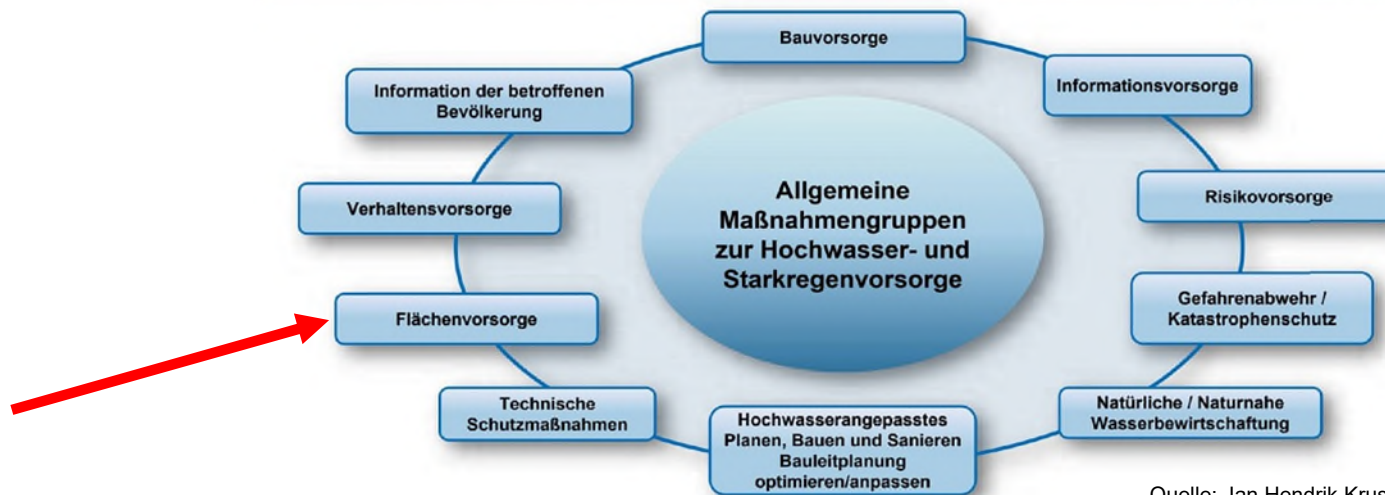 Bauvorsorge
Information der betroffenen
Bevölkerung
Informationsvorsorge
Verhaltensvorsorge
Allgemeine
Maßnahmengruppen
zur Hochwasser- und
Starkregenvorsorge
Risikovorsorge
Flächenvorsorge
Gefahrenabwehr /
Katastrophenschutz
Technische
Schutzmaßnahmen
Hochwasserangepasstes
Planen, Bauen und Sanieren
Bauleitplanung
optimieren/anpassen
Natürliche / Naturnahe
Wasserbewirtschaftung
Quelle: Jan Hendrik